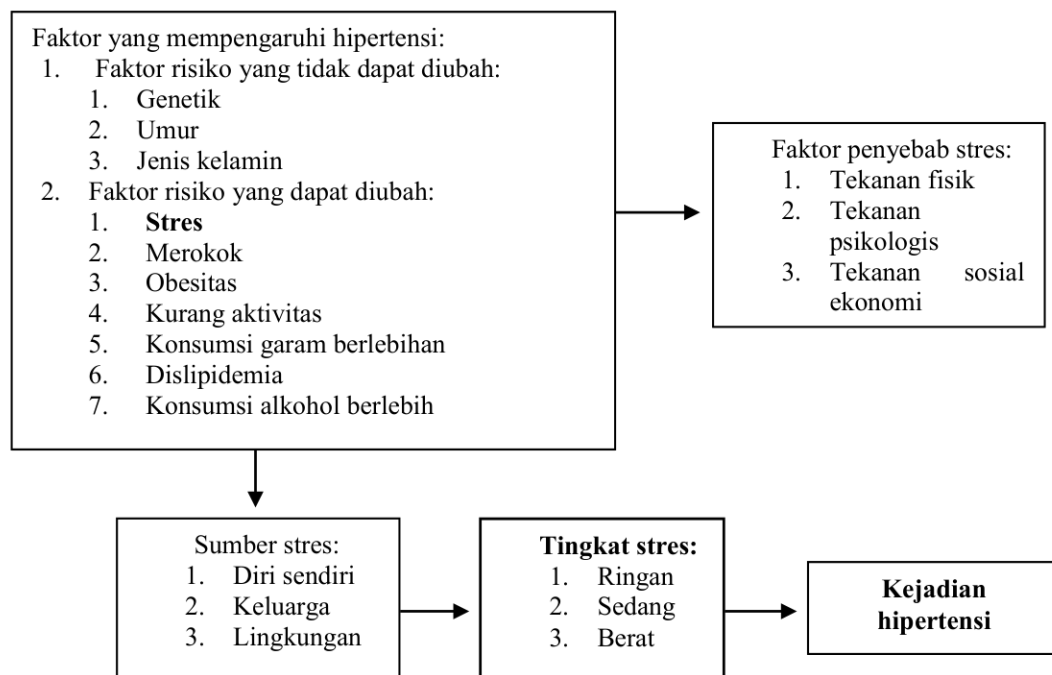 Faktor yang mempengaruhi hipertensi:
1. Faktor risiko yang tidak dapat diubah:
1. Genetik
2. Umur
3. Jenis kelamin
2. Faktor risiko yang dapat diubah:
1. Stres
2. Merokok
3. Obesitas
4. Kurang aktivitas
5. Konsumsi garam berlebihan
6. Dislipidemia
7. Konsumsi alkohol berlebih
Faktor penyebab stres:
1. Tekanan fisik
2. Tekanan
psikologis
3. Tekanan sosial
ekonomi
Sumber stres:
1. Diri sendiri
2. Keluarga
3. Lingkungan
Tingkat stres:
1. Ringan
2. Sedang
3. Berat
Kejadian
hipertensi